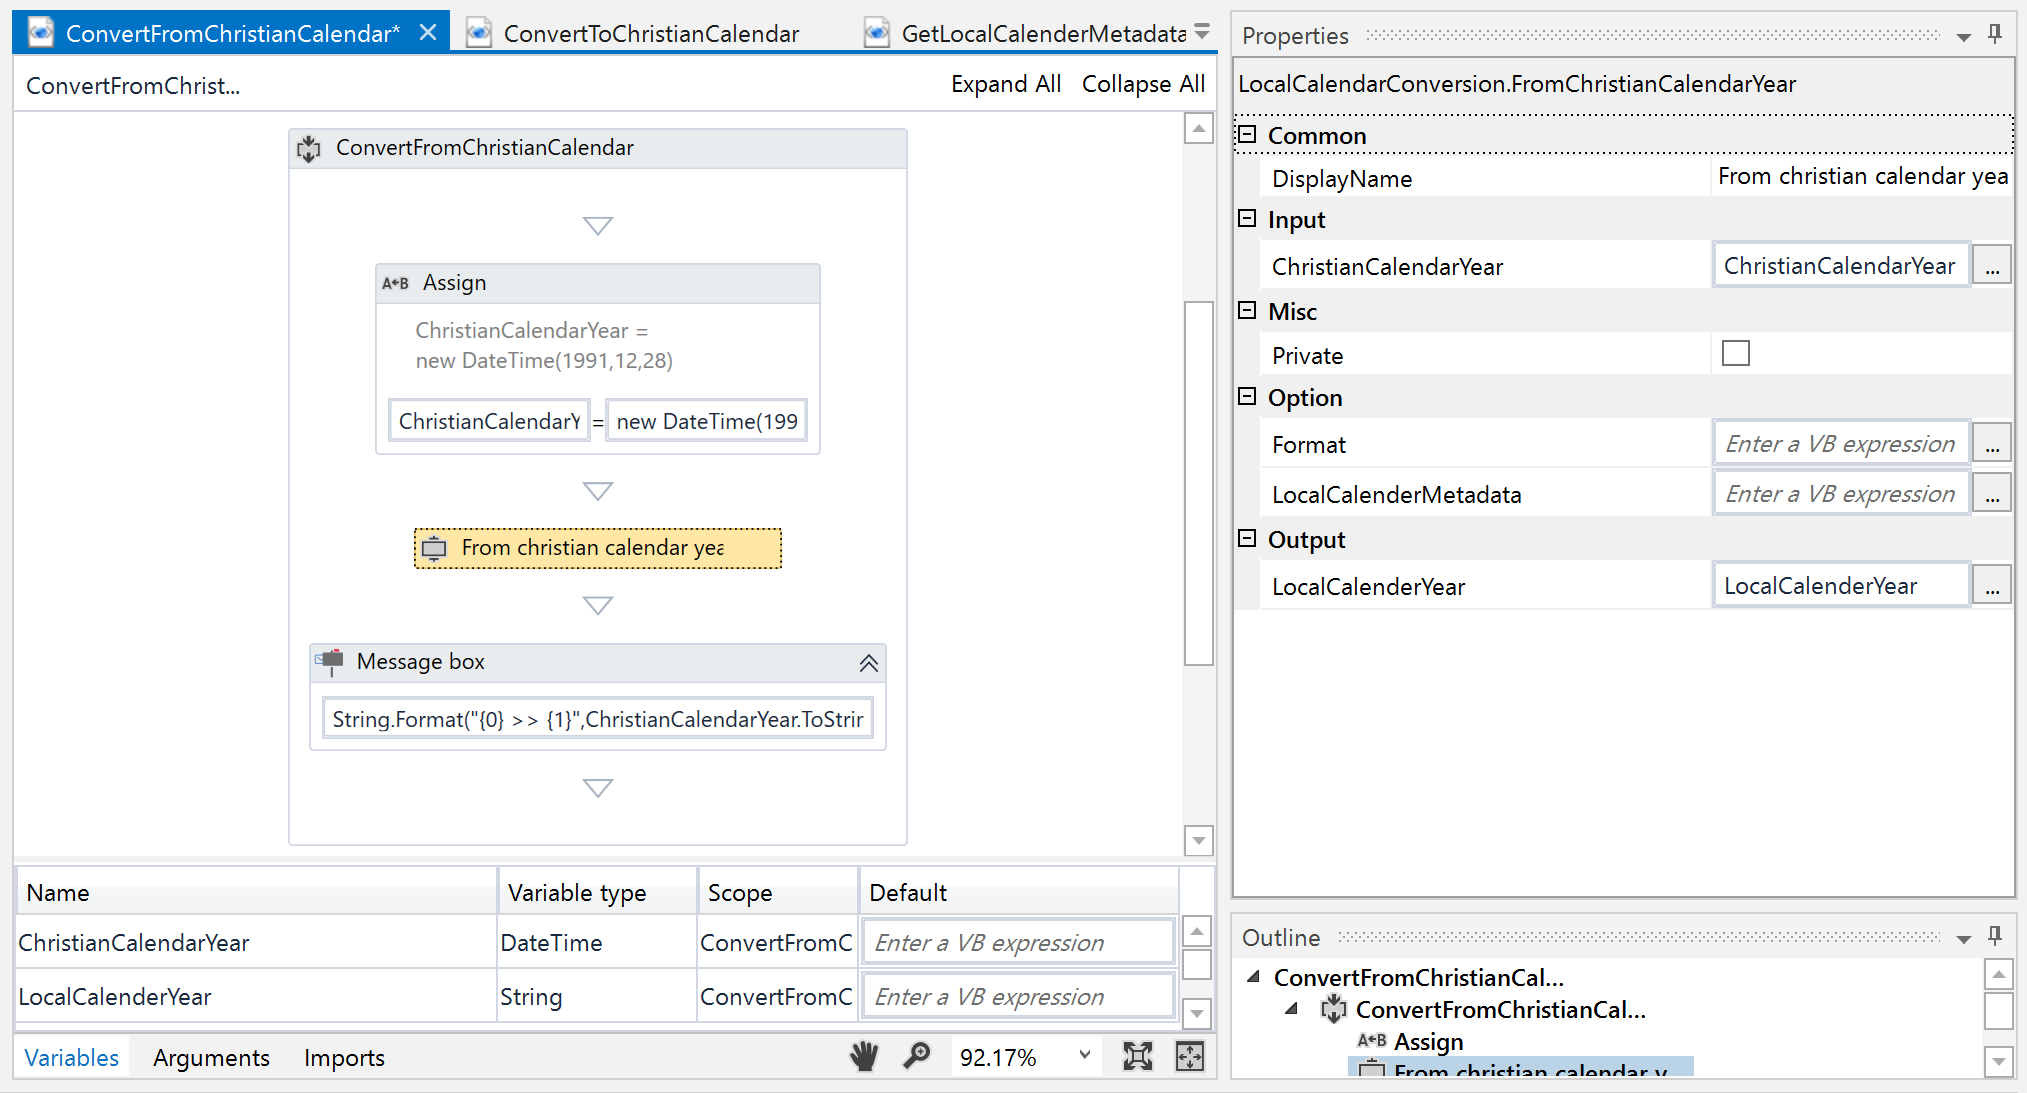 ConvertFromChristianCalendar*
ConvertToChristianCalendar
GetLocalCalenderMetadata
ConvertFromChrist...
Expand All
Collapse All
ConvertFromChristianCalendar
A←B Assign
ChristianCalendarYear =
new DateTime(1991,12,28)
ChristianCalendarY = new DateTime(199
From christian calendar yea
Message box
String.Format("{0} >> {1}",ChristianCalendarYear.ToStrin
Name Variable type Scope Default
ChristianCalendarYear DateTime ConvertFromC Enter a VB expression
LocalCalenderYear String ConvertFromC Enter a VB expression
Variables Arguments Imports 92.17%
Properties
LocalCalendarConversion.FromChristianCalendarYear
Common
DisplayName From christian calendar yea
Input
ChristianCalendarYear ChristianCalendarYear ...
Misc
Private
Option
Format Enter a VB expression ...
LocalCalenderMetadata Enter a VB expression ...
Output
LocalCalenderYear LocalCalenderYear ...
Outline
ConvertFromChristianCal...
ConvertFromChristianCal...
A←B Assign
From christian calendar y